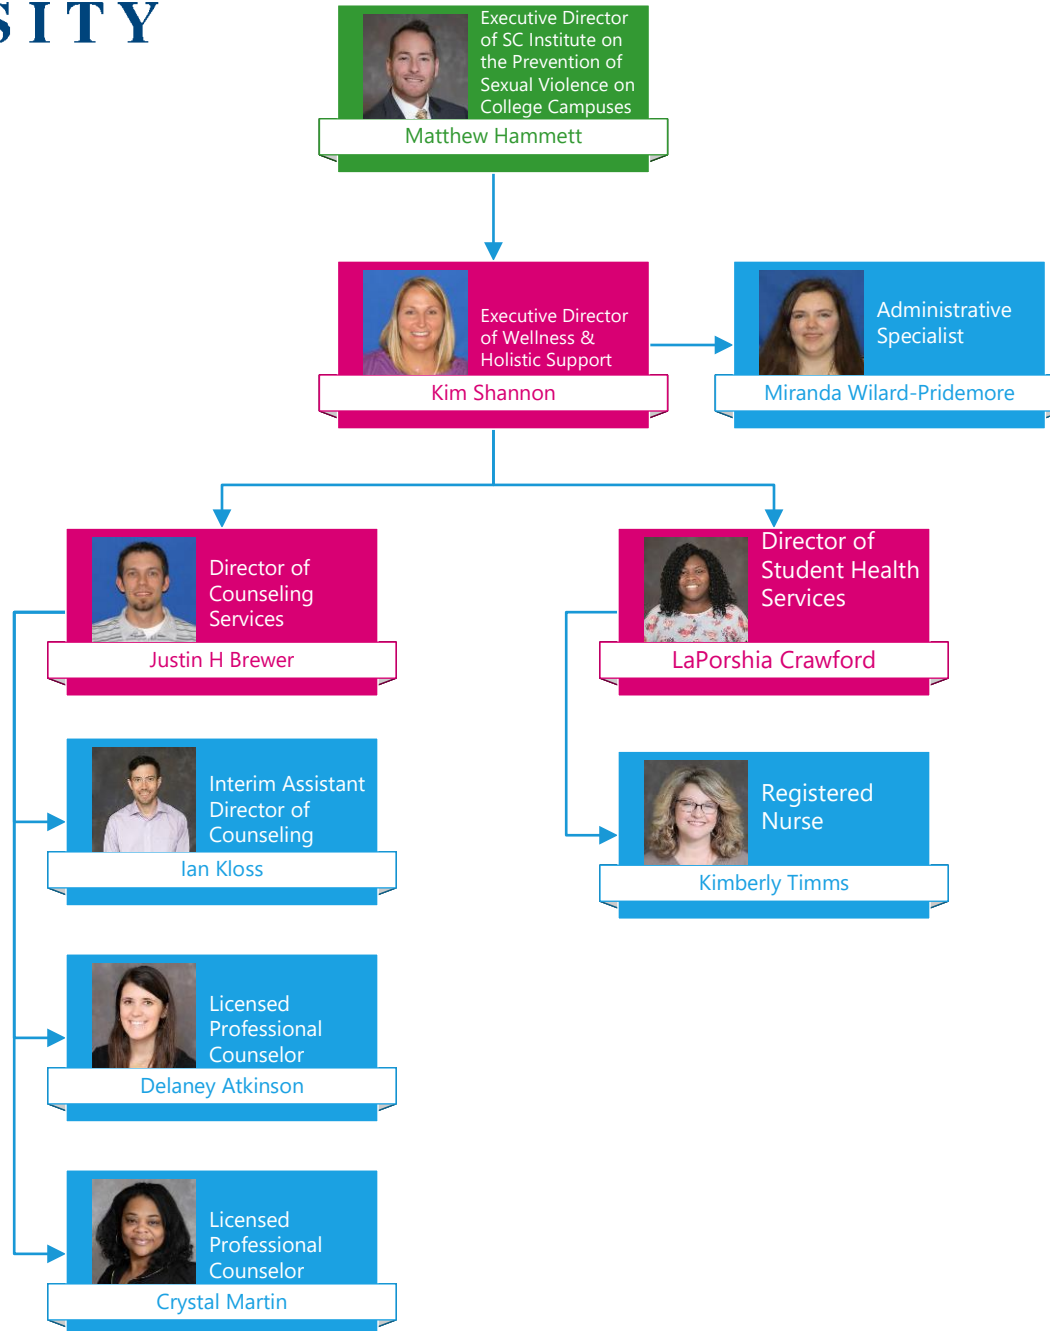 SITY
Executive Director
of SC Institute on
the Prevention of
Sexual Violence on
College Campuses
Matthew Hammett
Executive Director
of Wellness &
Holistic Support
Kim Shannon
Administrative
Specialist
Miranda Wilard-Pridemore
Director of
Counseling
Services
Justin H Brewer
Director of
Student Health
Services
LaPorshia Crawford
Interim Assistant
Director of
Counseling
Ian Kloss
Registered
Nurse
Kimberly Timms
Licensed
Professional
Counselor
Delaney Atkinson
Licensed
Professional
Counselor
Crystal Martin